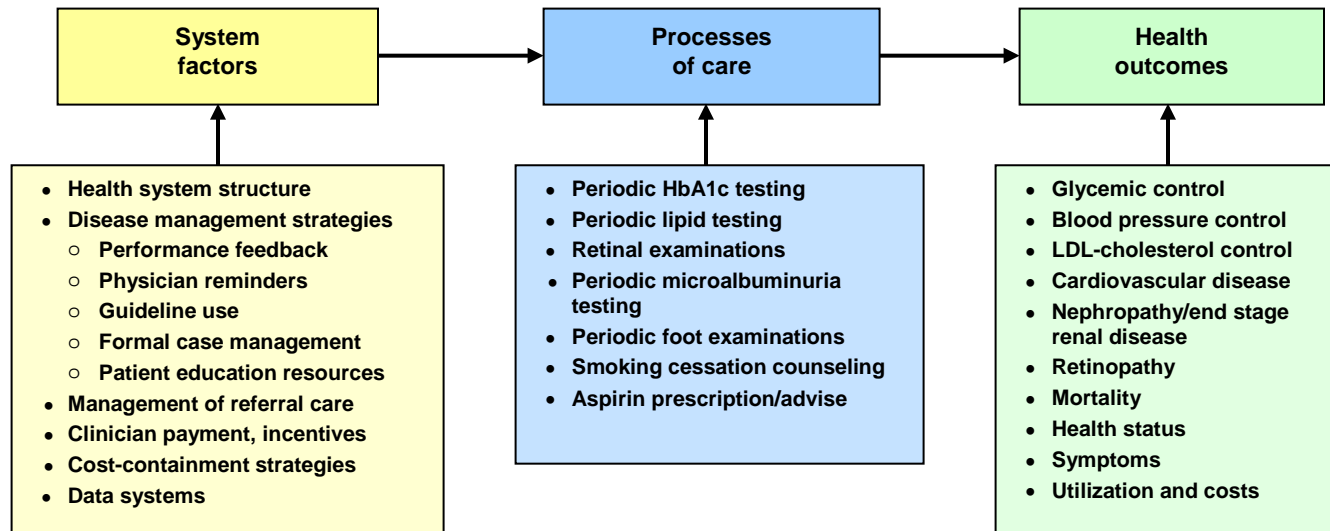 System
factors
Processes
of care
Health
outcomes
• Health system structure
• Disease management strategies
o Performance feedback
o Physician reminders
o Guideline use
o Formal case management
o Patient education resources
• Management of referral care
• Clinician payment, incentives
• Cost-containment strategies
• Data systems
• Periodic HbA1c testing
• Periodic lipid testing
• Retinal examinations
• Periodic microalbuminuria
testing
• Periodic foot examinations
• Smoking cessation counseling
• Aspirin prescription/advise
• Glycemic control
• Blood pressure control
• LDL-cholesterol control
• Cardiovascular disease
• Nephropathy/end stage
renal disease
• Retinopathy
• Mortality
• Health status
• Symptoms
• Utilization and costs